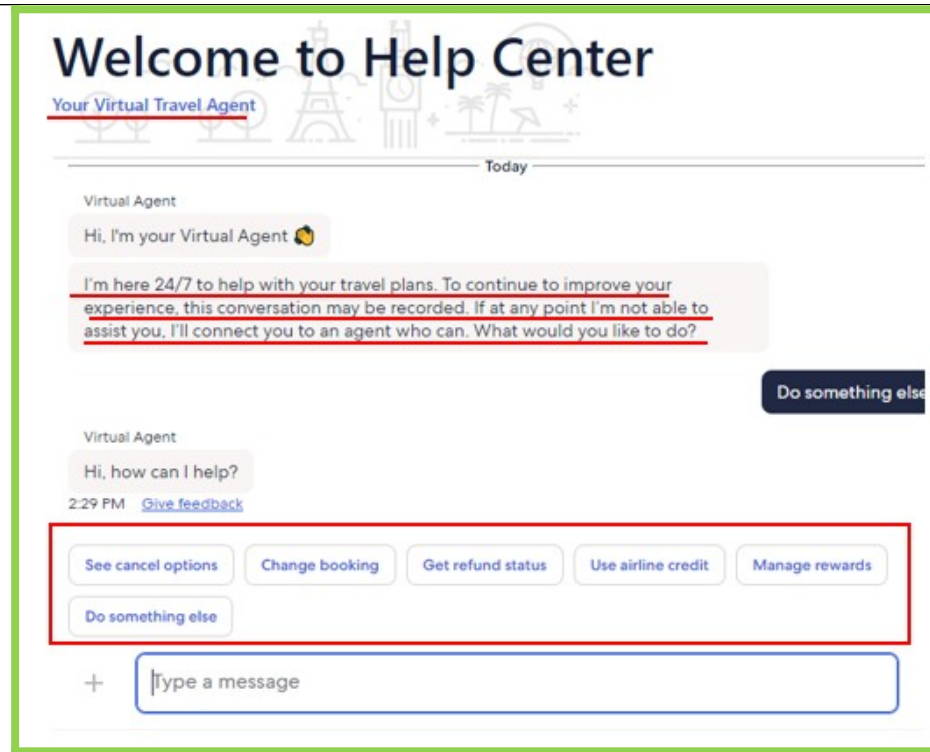 Welcome to Help Center
Your Virtual Travel Agent
Today
Virtual Agent
Hi, I'm your Virtual Agent
I'm here 24/7 to help with your travel plans. To continue to improve your
experience, this conversation may be recorded. If at any point I'm not able to
assist you, I'll connect you to an agent who can. What would you like to do?
Do something else
Virtual Agent
Hi, how can I help?
2:29 PM Give feedback
See cancel options Change booking Get refund status Use airline credit Manage rewards
Do something else
Type a message